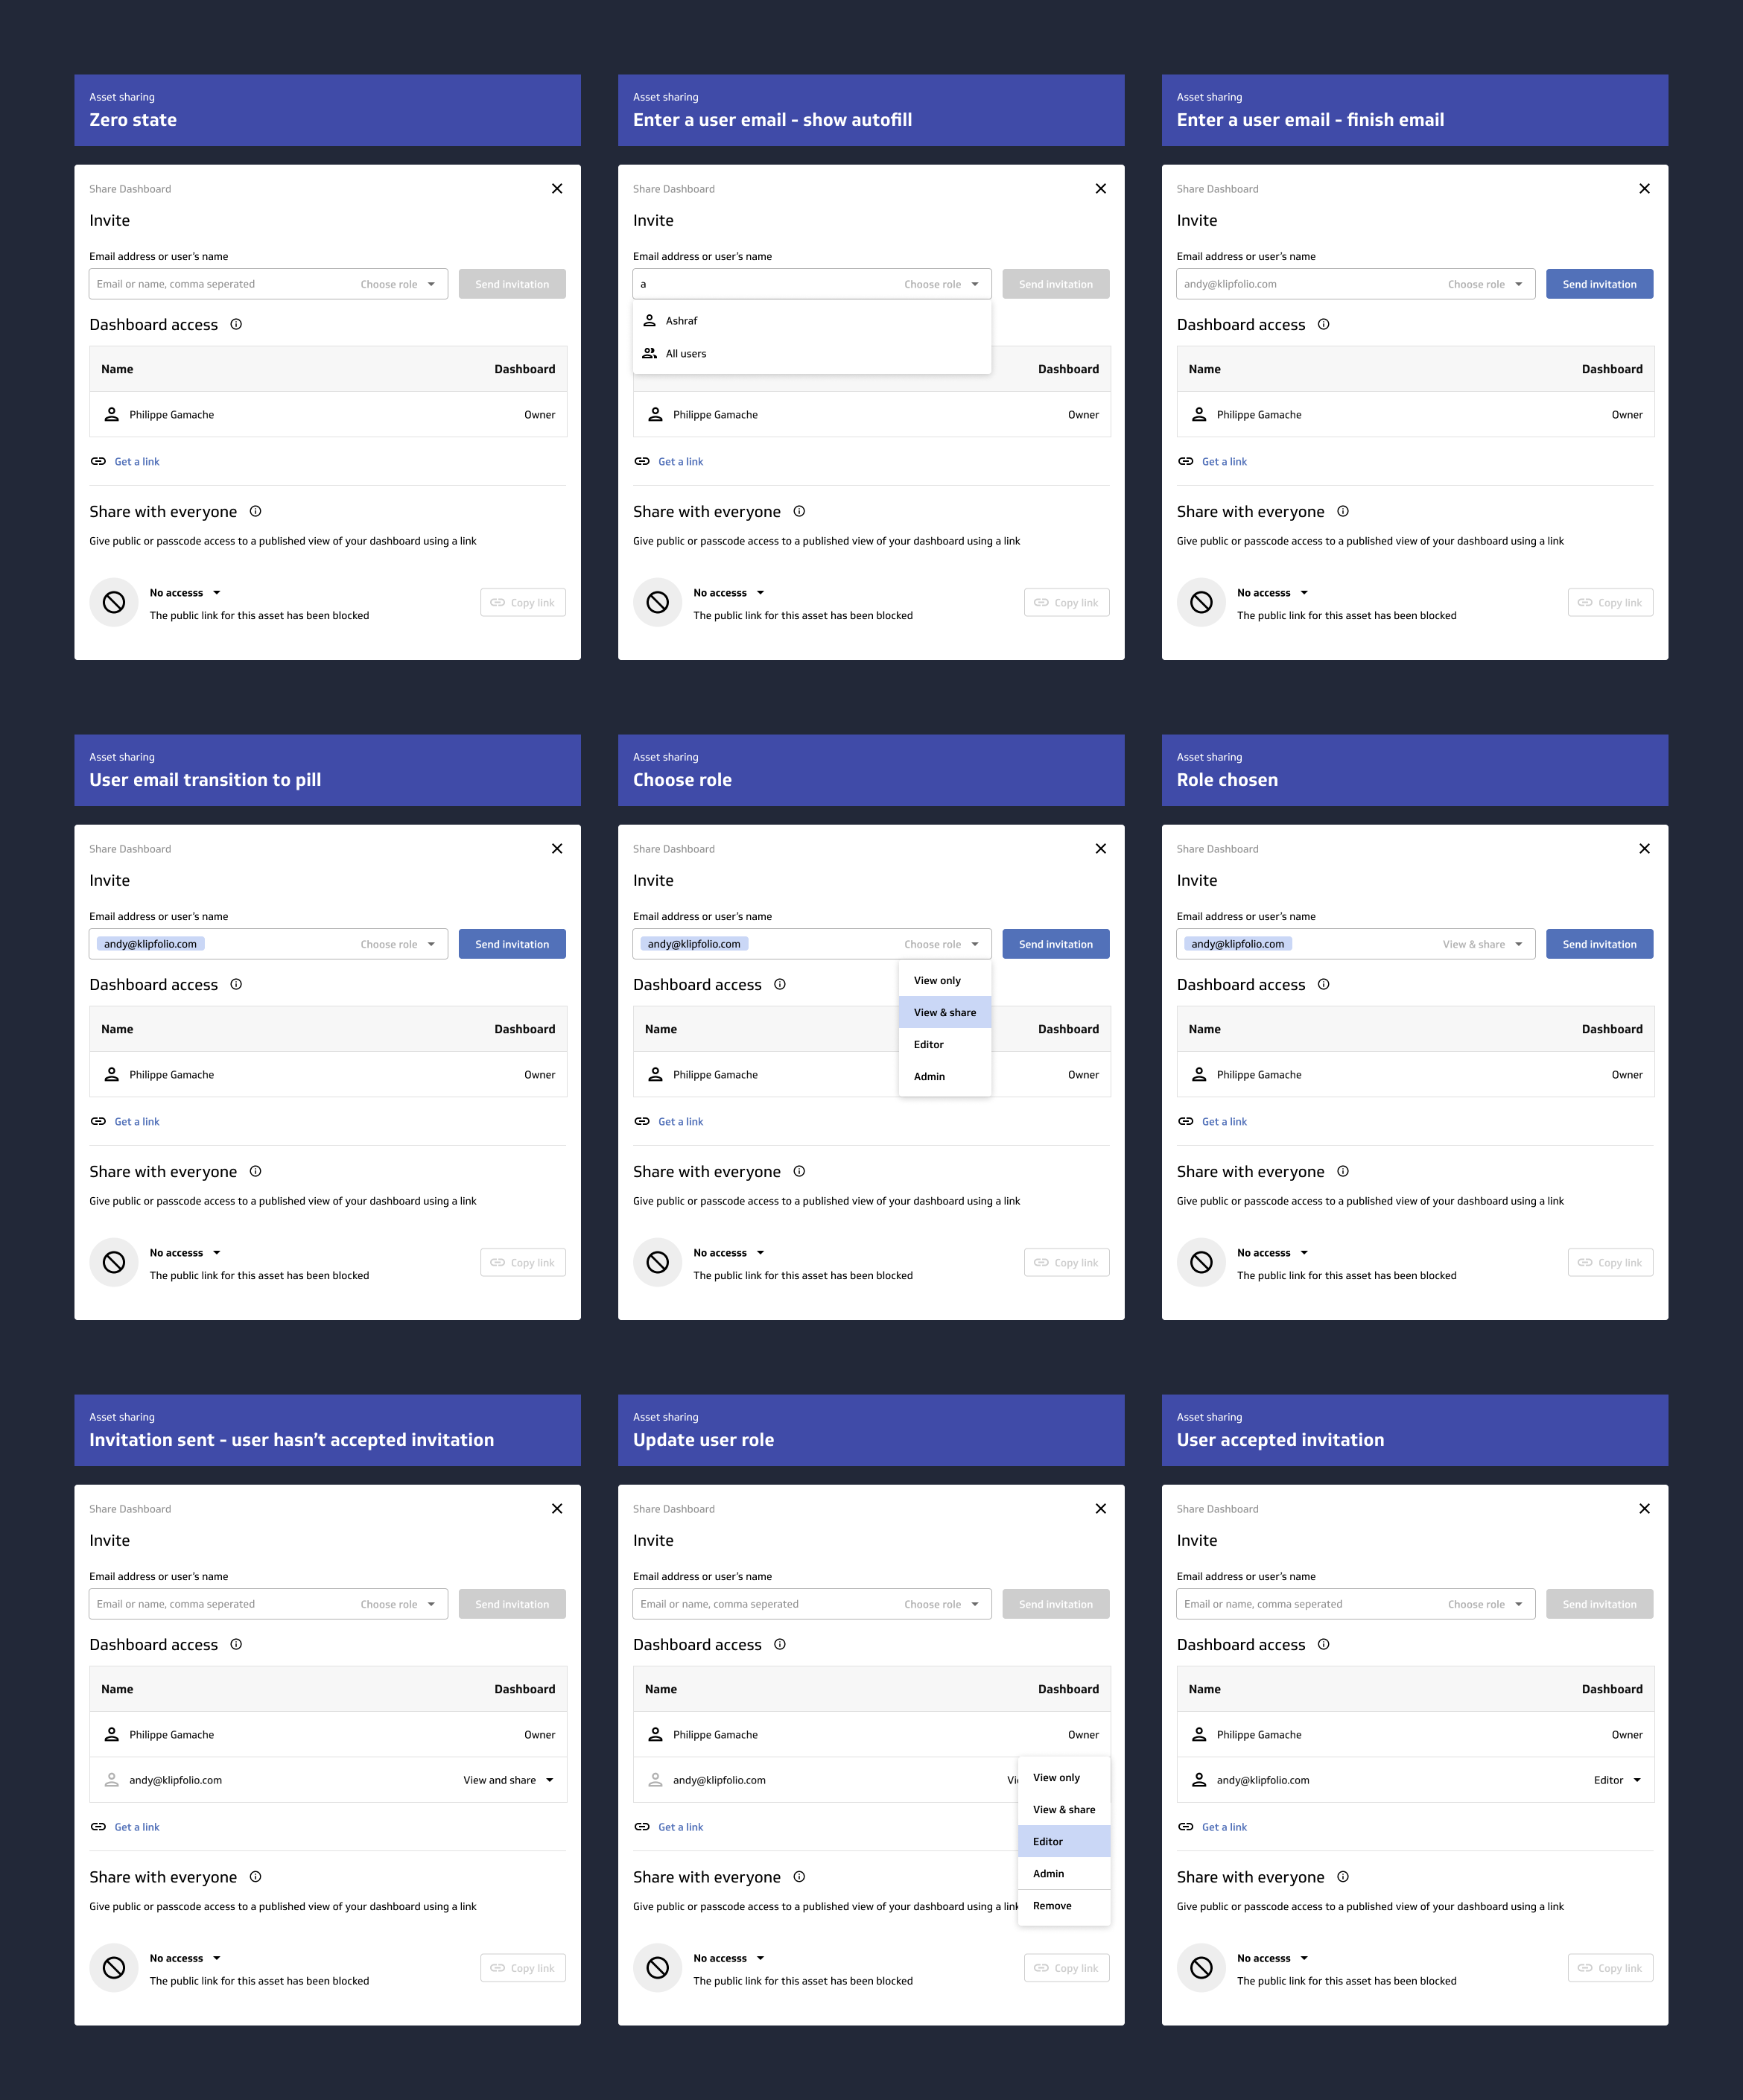 Asset sharing
Zero state
Share Dashboard
Invite
Email address or user's name
Email or name, comma seperated Choose role Send invitation
Dashboard access
Name Dashboard
Philippe Gamache Owner
Get a link
Share with everyone
Give public or passcode access to a published view of your dashboard using a link
No accesss
The public link for this asset has been blocked
Copy link
Asset sharing
Enter a user email - show autofill
Share Dashboard
Invite
Email address or user's name
a Choose role Send invitation
Ashraf
All users
Dashboard
Philippe Gamache Owner
Get a link
Share with everyone
Give public or passcode access to a published view of your dashboard using a link
No accesss
The public link for this asset has been blocked
Copy link
Asset sharing
Enter a user email - finish email
Share Dashboard
Invite
Email address or user's name
andy@klipfolio.com Choose role Send invitation
Dashboard access
Name Dashboard
Philippe Gamache Owner
Get a link
Share with everyone
Give public or passcode access to a published view of your dashboard using a link
No accesss
The public link for this asset has been blocked
Copy link
Asset sharing
User email transition to pill
Share Dashboard
Invite
Email address or user's name
andy@klipfolio.com Choose role Send invitation
Dashboard access
Name Dashboard
Philippe Gamache Owner
Get a link
Share with everyone
Give public or passcode access to a published view of your dashboard using a link
No accesss
The public link for this asset has been blocked
Copy link
Asset sharing
Choose role
Share Dashboard
Invite
Email address or user's name
andy@klipfolio.com Choose role Send invitation
View only
View & share
Editor
Admin
Dashboard access
Name Dashboard
Philippe Gamache Owner
Get a link
Share with everyone
Give public or passcode access to a published view of your dashboard using a link
No accesss
The public link for this asset has been blocked
Copy link
Asset sharing
Role chosen
Share Dashboard
Invite
Email address or user's name
andy@klipfolio.com View & share Send invitation
Dashboard access
Name Dashboard
Philippe Gamache Owner
Get a link
Share with everyone
Give public or passcode access to a published view of your dashboard using a link
No accesss
The public link for this asset has been blocked
Copy link
Asset sharing
Invitation sent - user hasn't accepted invitation
Share Dashboard
Invite
Email address or user's name
Email or name, comma seperated Choose role Send invitation
Dashboard access
Name Dashboard
Philippe Gamache Owner
andy@klipfolio.com View and share
Get a link
Share with everyone
Give public or passcode access to a published view of your dashboard using a link
No accesss
The public link for this asset has been blocked
Copy link
Asset sharing
Update user role
Share Dashboard
Invite
Email address or user's name
Email or name, comma seperated Choose role Send invitation
Dashboard access
Name Dashboard
Philippe Gamache Owner
andy@klipfolio.com
View only
View & share
Editor
Admin
Remove
Get a link
Share with everyone
Give public or passcode access to a published view of your dashboard using a link
No accesss
The public link for this asset has been blocked
Copy link
Asset sharing
User accepted invitation
Share Dashboard
Invite
Email address or user's name
Email or name, comma seperated Choose role Send invitation
Dashboard access
Name Dashboard
Philippe Gamache Owner
andy@klipfolio.com Editor
Get a link
Share with everyone
Give public or passcode access to a published view of your dashboard using a link
No accesss
The public link for this asset has been blocked
Copy link